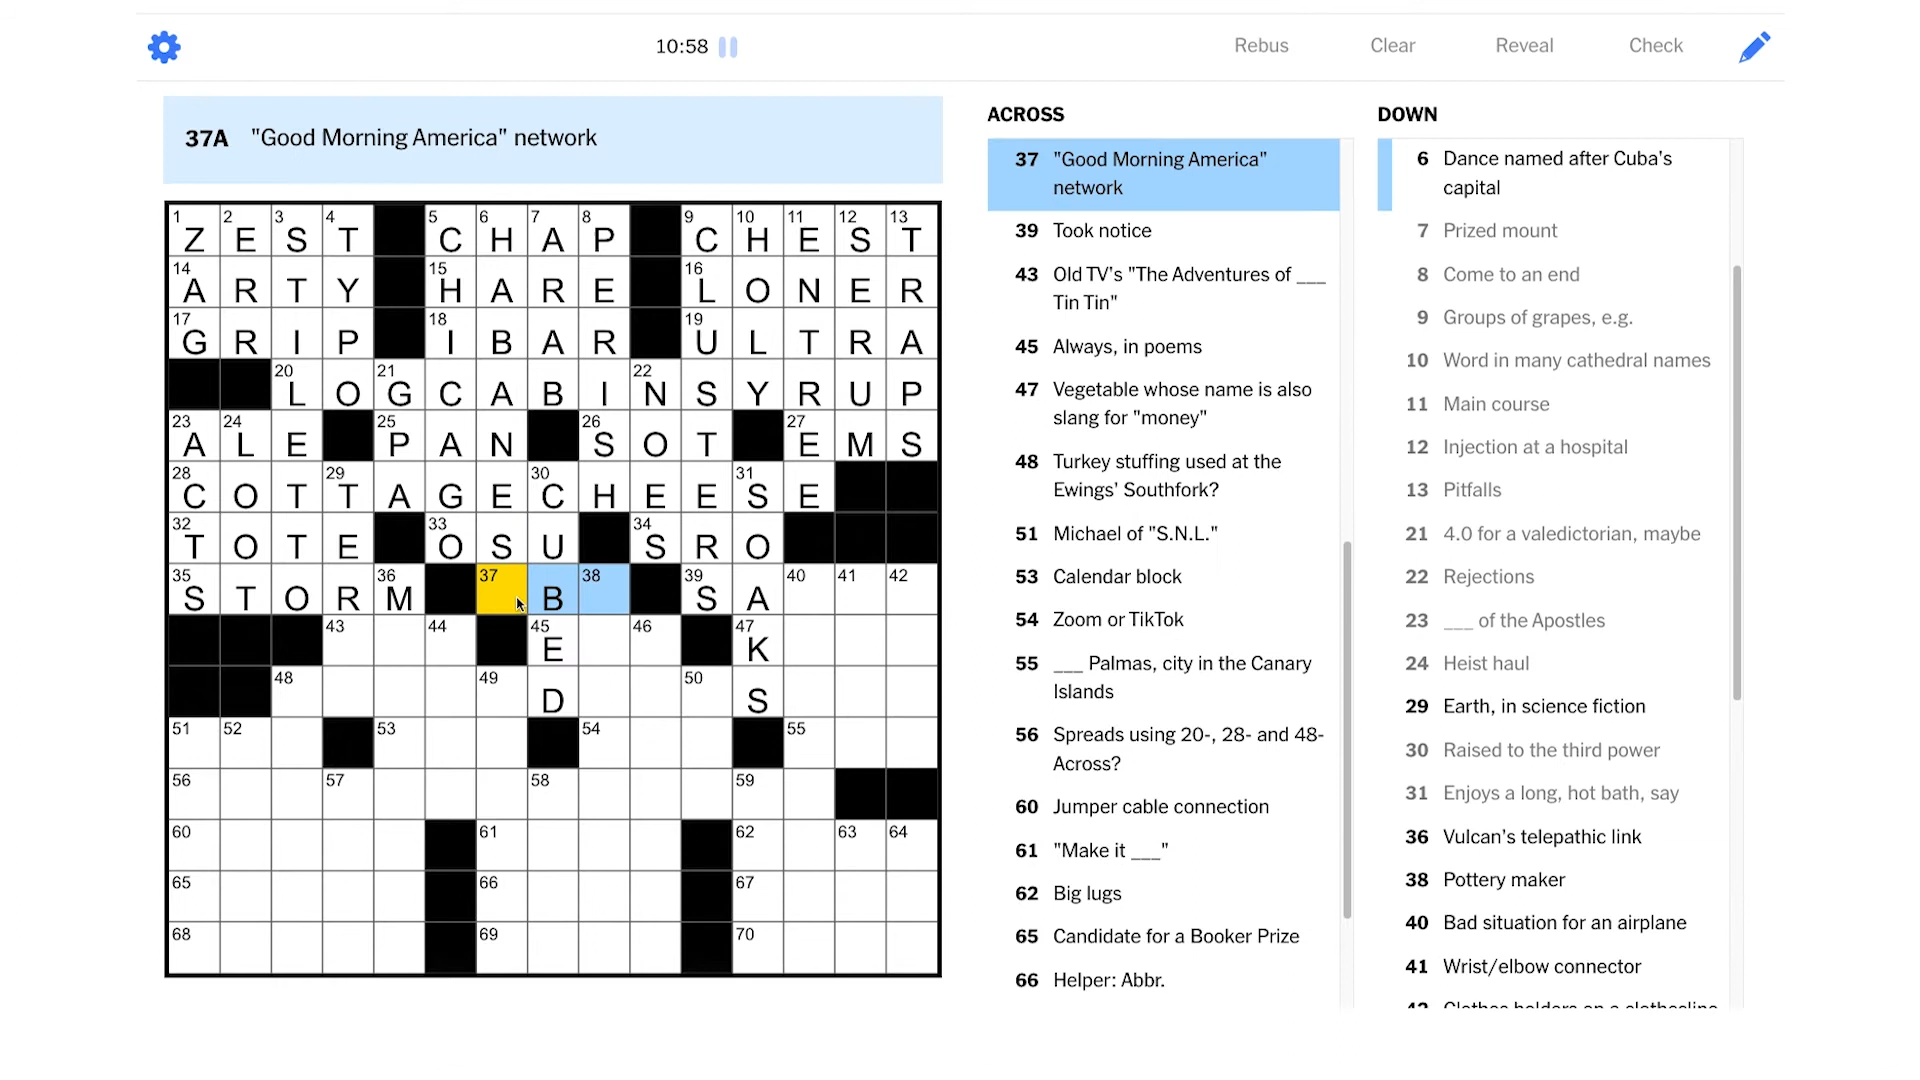 10:58
Rebus Clear Reveal Check
37A "Good Morning America" network
1 2 3 4 5 6 7 8 9 10 11 12 13
Z E S T C H A P C H E S T
14 15 16
A R T Y H A R E L O N E R
17 18 19
G R I P I B A R U L T R A
20 21 22
L O G C A B I N S Y R U P
23 24 25 26 27
A L E P A N S O T E M S
28 29 30 31
C O T T A G E C H E E S E
32 33 34
T O T E O S U S R O
35 36 37 38 39 40 41 42
S T O R M B S A
43 44 45 46 47
E K
48 49 50
D S
51 52 53 54 55
56 57 58 59
60 61 62 63 64
65 66 67
68 69 70
ACROSS
37 "Good Morning America"
network
39 Took notice
43 Old TV's "The Adventures of ___
Tin Tin"
45 Always, in poems
47 Vegetable whose name is also
slang for "money"
48 Turkey stuffing used at the
Ewings' Southfork?
51 Michael of "S.N.L."
53 Calendar block
54 Zoom or TikTok
55 ___ Palmas, city in the Canary
Islands
56 Spreads using 20-, 28- and 48-
Across?
60 Jumper cable connection
61 "Make it ___"
62 Big lugs
65 Candidate for a Booker Prize
66 Helper: Abbr.
DOWN
6 Dance named after Cuba's
capital
7 Prized mount
8 Come to an end
9 Groups of grapes, e.g.
10 Word in many cathedral names
11 Main course
12 Injection at a hospital
13 Pitfalls
21 4.0 for a valedictorian, maybe
22 Rejections
23 ___ of the Apostles
24 Heist haul
29 Earth, in science fiction
30 Raised to the third power
31 Enjoys a long, hot bath, say
36 Vulcan's telepathic link
38 Pottery maker
40 Bad situation for an airplane
41 Wrist/elbow connector
42 Clothes holders on a clothesline